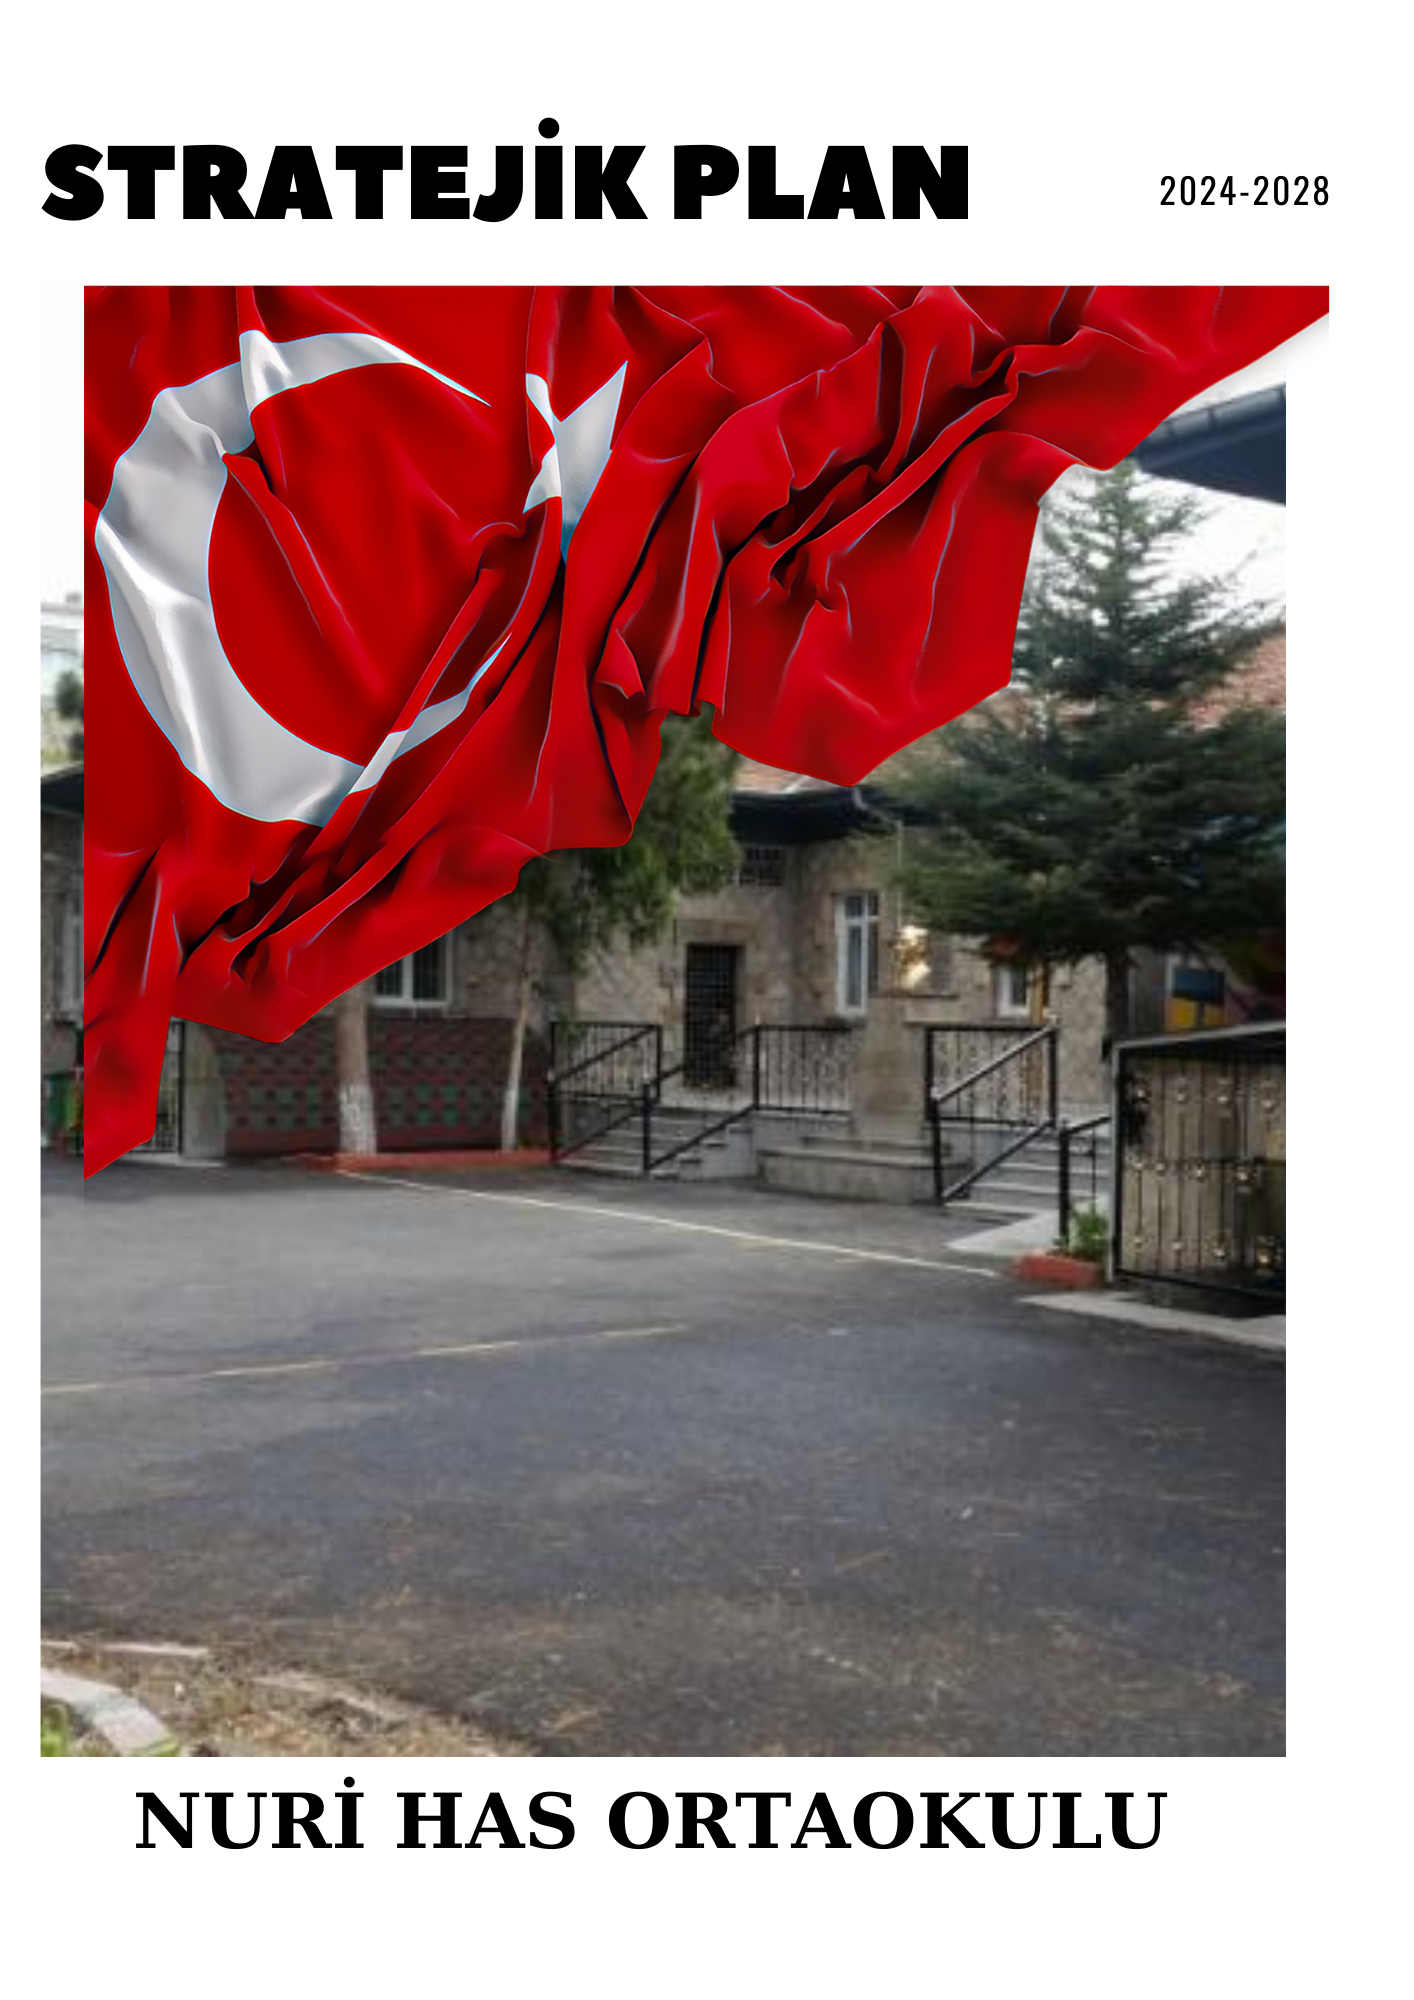 STRATEJİK PLAN
2024-2028
NURİ HAS ORTAOKULU